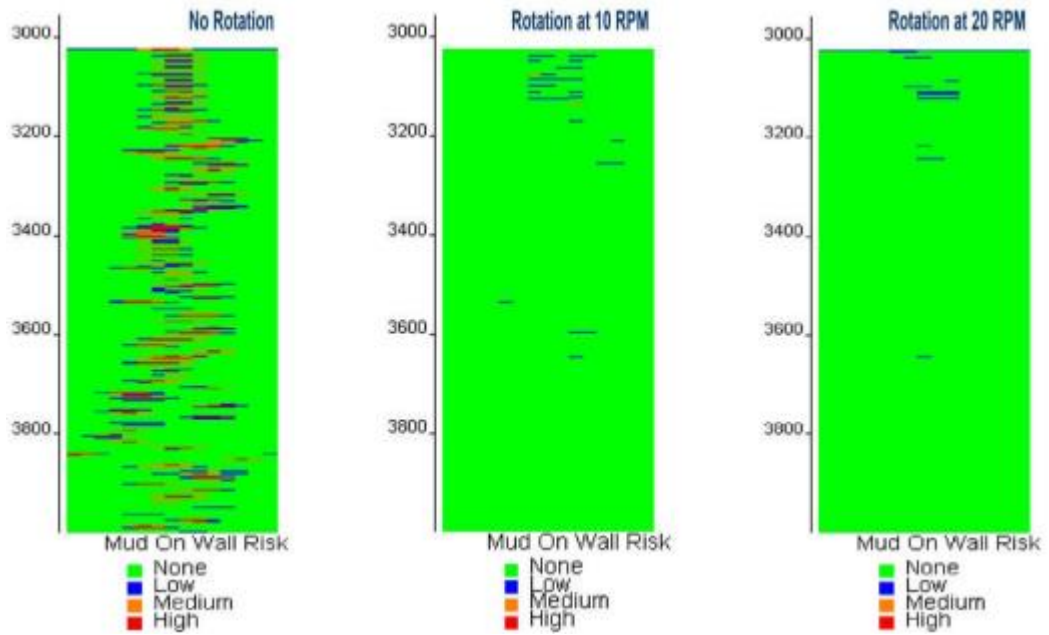 No Rotation
3000
3200
3400
3600
3800
Mud On Wall Risk
None
Low
Medium
High
Rotation at 10 RPM
3000
3200
3400
3600
3800
Mud On Wall Risk
None
Low
Medium
High
Rotation at 20 RPM
3000
3200
3400
3600
3800
Mud On Wall Risk
None
Low
Medium
High